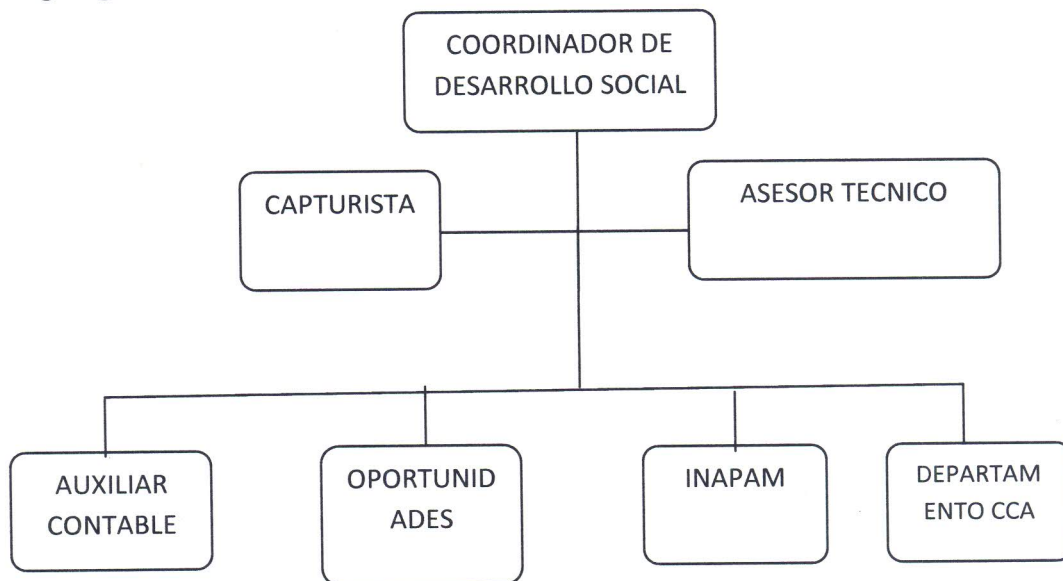 COORDINADOR DE
DESARROLLO SOCIAL
CAPTURISTA
ASESOR TECNICO
AUXILIAR
CONTABLE
OPORTUNID
ADES
INAPAM
DEPARTAM
ENTO CCA